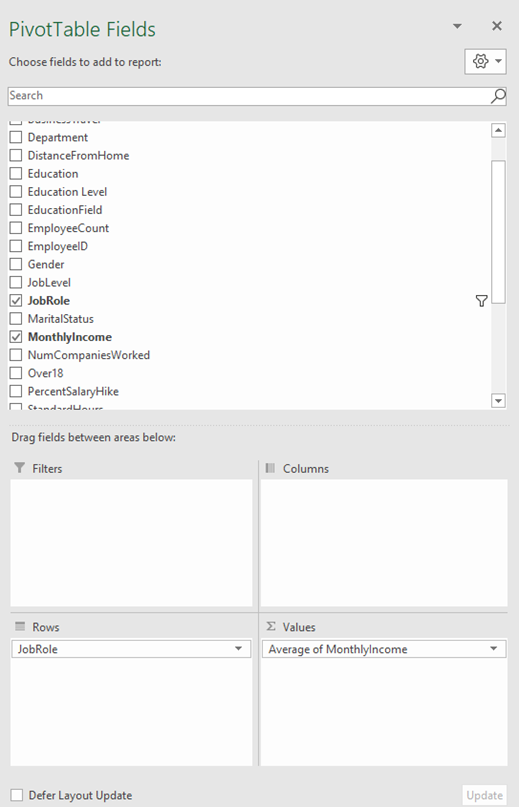 PivotTable Fields
Choose fields to add to report:
Search
BusinessTravel
Department
DistanceFromHome
Education
Education Level
EducationField
EmployeeCount
EmployeeID
Gender
JobLevel
JobRole
MaritalStatus
MonthlyIncome
NumCompaniesWorked
Over18
PercentSalaryHike
StandardHours
Drag fields between areas below:
Filters
Columns
Rows
Values
JobRole
Average of MonthlyIncome
Defer Layout Update
Update